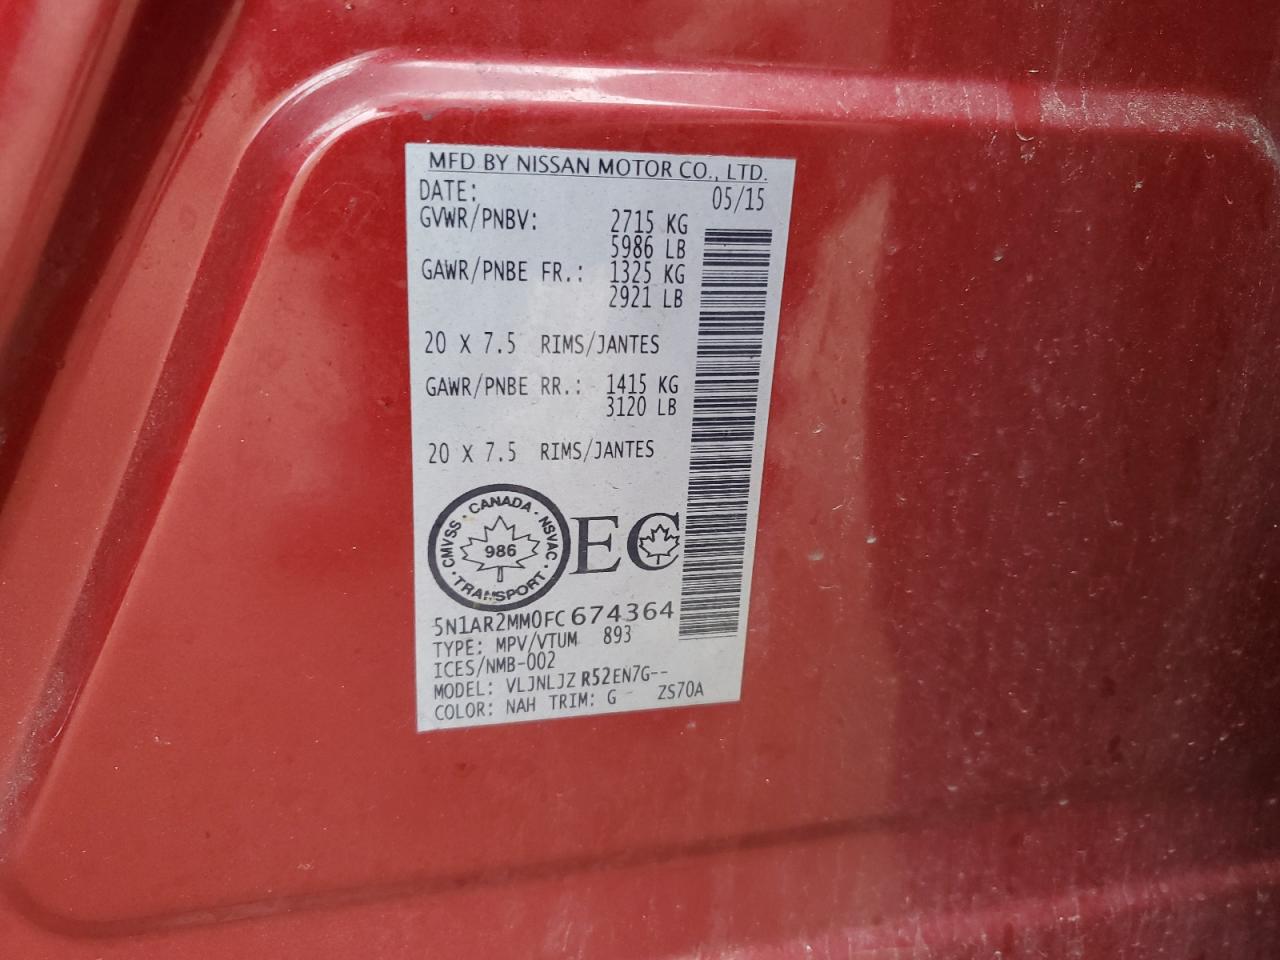 MFD BY NISSAN MOTOR CO., LTD.
DATE: 05/15
GVWR/PNBV: 2715 KG
5986 LB
GAWR/PNBE FR.: 1325 KG
2921 LB
20 X 7.5 RIMS/JANTES
GAWR/PNBE RR.: 1415 KG
3120 LB
20 X 7.5 RIMS/JANTES
CMVSS · CANADA · NSVAC · TRANSPORT ·
986
EC
5N1AR2MM0FC674364
TYPE: MPV/VTUM 893
ICES/NMB-002
MODEL: VLJNLJZ R52EN7G--
COLOR: NAH TRIM: G - ZS70A